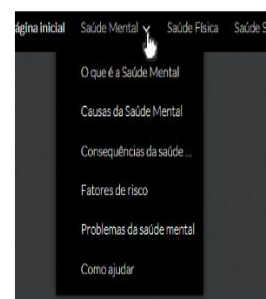 ágina inicial Saúde Mental Saúde Física Saúde S
O que é a Saúde Mental
Causas da Saúde Mental
Consequências da saúde ...
Fatores de risco
Problemas da saúde mental
Como ajudar